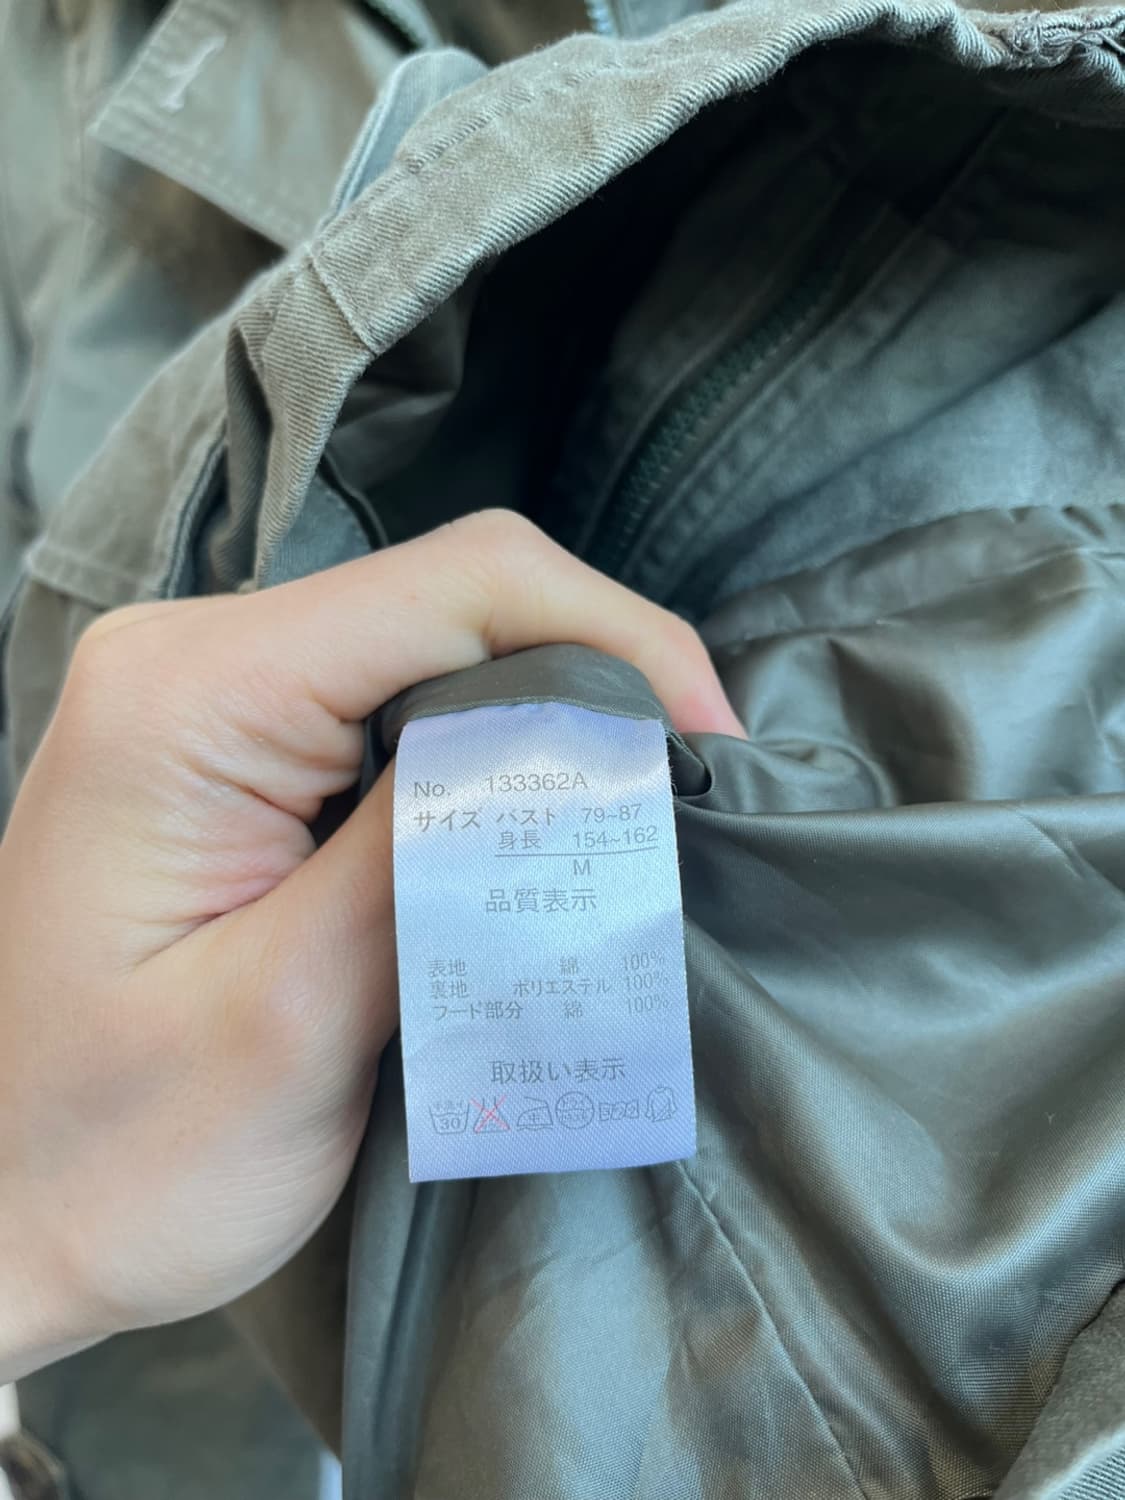 No. 133362A
サイズ バスト 79~87
身長 154~162
M
品質表示
表地 綿 100%
裏地 ポリエステル 100%
フード部分 綿 100%
取扱い表示
30